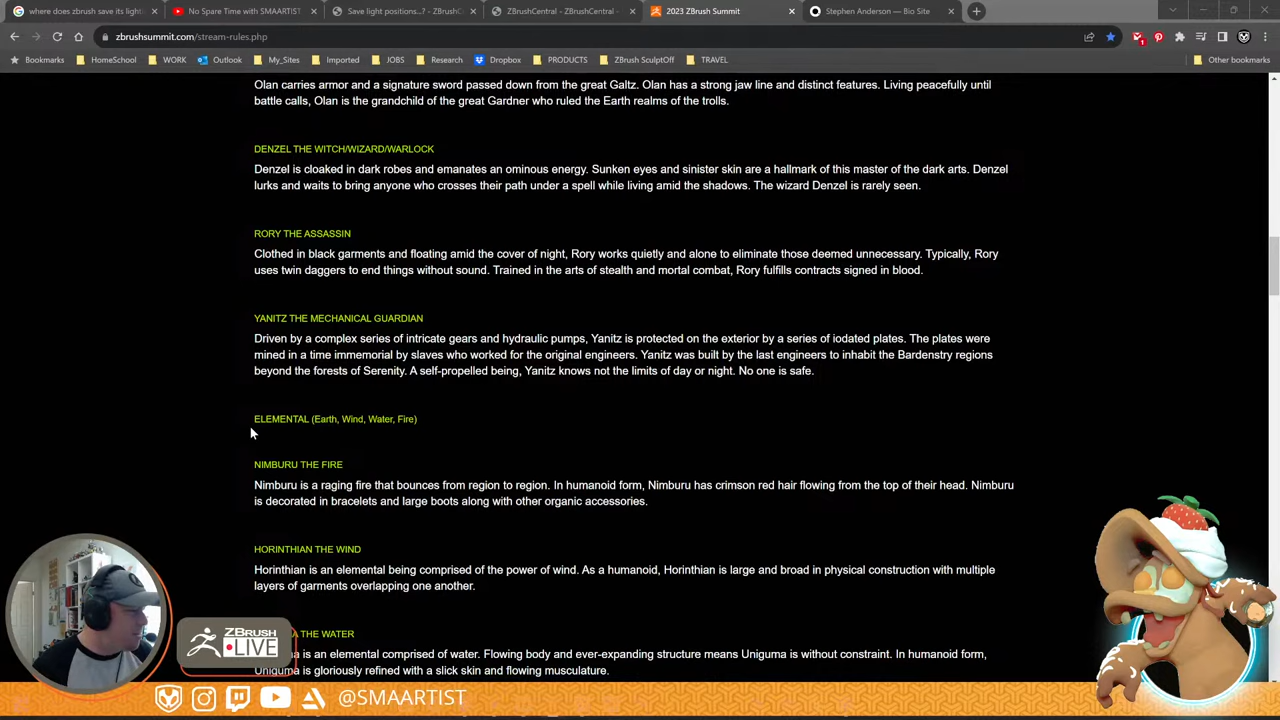 where does zbrush save its light
No Spare Time with SMAARTIST
Save light positions...? - ZBrushC
ZBrushCentral - ZBrushCentral -
2023 ZBrush Summit
Stephen Anderson — Bio Site
zbrushsummit.com/stream-rules.php
Bookmarks
HomeSchool
WORK
Outlook
My_Sites
Imported
JOBS
Research
Dropbox
PRODUCTS
ZBrush SculptOff
TRAVEL
Other bookmarks
Olan carries armor and a signature sword passed down from the great Galtz. Olan has a strong jaw line and distinct features. Living peacefully until
battle calls, Olan is the grandchild of the great Gardner who ruled the Earth realms of the trolls.
DENZEL THE WITCH/WIZARD/WARLOCK
Denzel is cloaked in dark robes and emanates an ominous energy. Sunken eyes and sinister skin are a hallmark of this master of the dark arts. Denzel
lurks and waits to bring anyone who crosses their path under a spell while living amid the shadows. The wizard Denzel is rarely seen.
RORY THE ASSASSIN
Clothed in black garments and floating amid the cover of night, Rory works quietly and alone to eliminate those deemed unnecessary. Typically, Rory
uses twin daggers to end things without sound. Trained in the arts of stealth and mortal combat, Rory fulfills contracts signed in blood.
YANITZ THE MECHANICAL GUARDIAN
Driven by a complex series of intricate gears and hydraulic pumps, Yanitz is protected on the exterior by a series of iodated plates. The plates were
mined in a time immemorial by slaves who worked for the original engineers. Yanitz was built by the last engineers to inhabit the Bardenstry regions
beyond the forests of Serenity. A self-propelled being, Yanitz knows not the limits of day or night. No one is safe.
ELEMENTAL (Earth, Wind, Water, Fire)
NIMBURU THE FIRE
Nimburu is a raging fire that bounces from region to region. In humanoid form, Nimburu has crimson red hair flowing from the top of their head. Nimburu
is decorated in bracelets and large boots along with other organic accessories.
HORINTHIAN THE WIND
Horinthian is an elemental being comprised of the power of wind. As a humanoid, Horinthian is large and broad in physical construction with multiple
layers of garments overlapping one another.
THE WATER
is an elemental comprised of water. Flowing body and ever-expanding structure means Uniguma is without constraint. In humanoid form,
Uniguma is gloriously refined with a slick skin and flowing musculature.
ZBRUSH
LIVE
@SMAARTIST